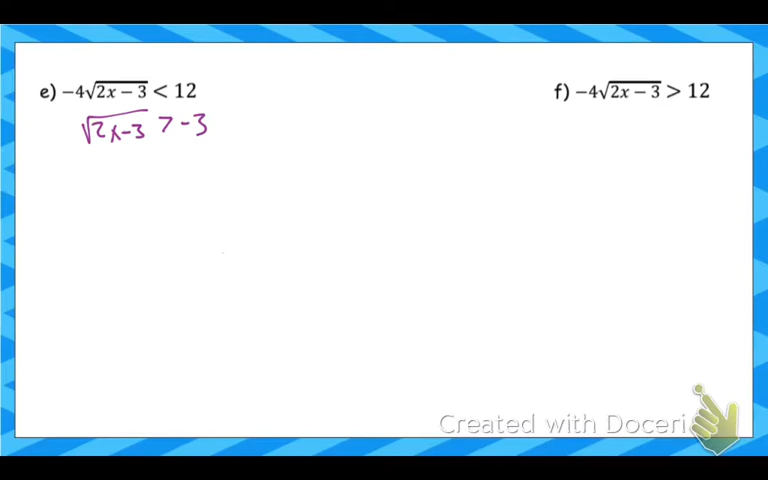 e) −4√(2x − 3) < 12
√(2x-3) > -3
f) −4√(2x − 3) > 12
Created with Doceri